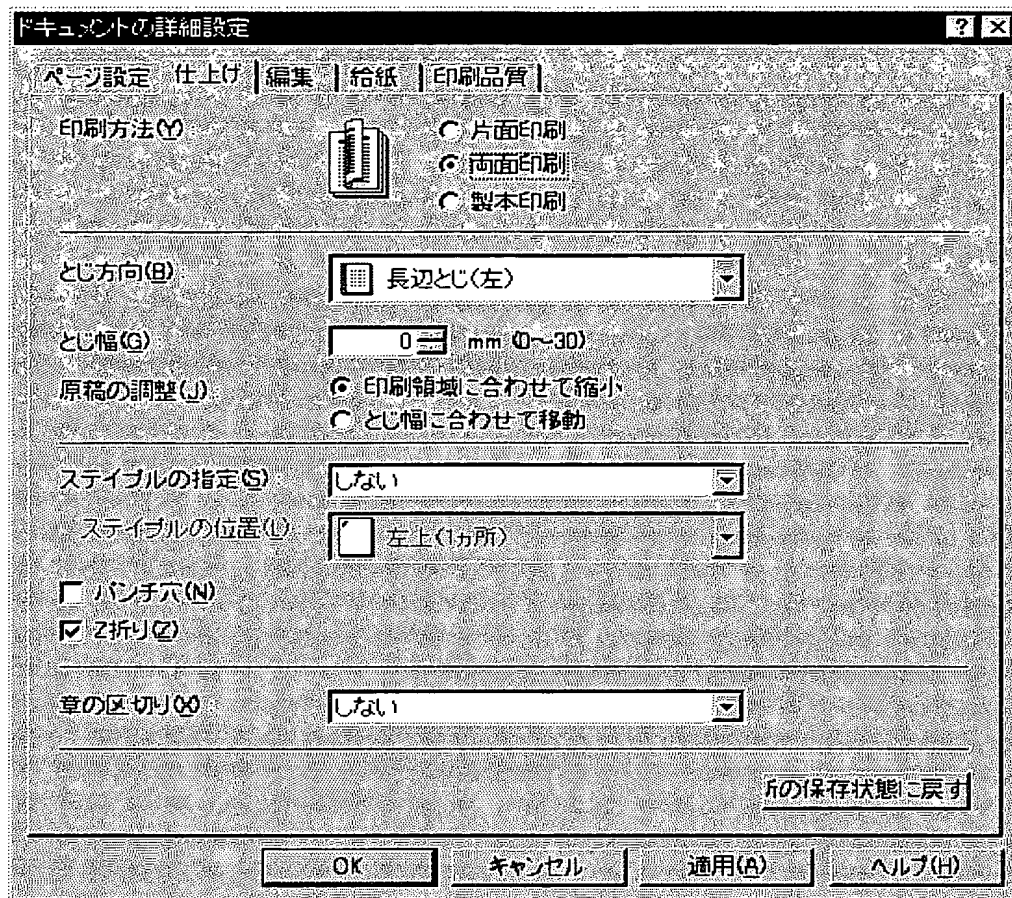 ドキュメントの詳細設定
ページ設定 仕上げ 編集 給紙 印刷品質
印刷方法(Y):
片面印刷
両面印刷
製本印刷
とじ方向(B):
長辺とじ(左)
とじ幅(G):
0 mm (0～30)
原稿の調整(J):
印刷領域に合わせて縮小
とじ幅に合わせて移動
ステイプルの指定(S):
しない
ステイプルの位置(L):
左上(1ヵ所)
パンチ穴(N)
Z折り(Z)
章の区切り(X):
しない
の保存状態に戻す
OK キャンセル 適用(A) ヘルプ(H)